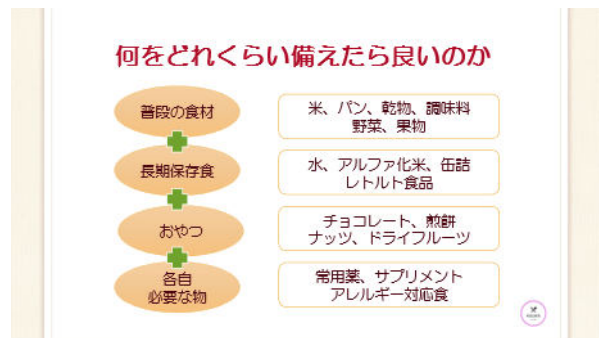 何をどれくらい備えたら良いのか
普段の食材
米、パン、乾物、調味料
野菜、果物
長期保存食
水、アルファ化米、缶詰
レトルト食品
おやつ
チョコレート、煎餅
ナッツ、ドライフルーツ
各自
必要な物
常用薬、サプリメント
アレルギー対応食